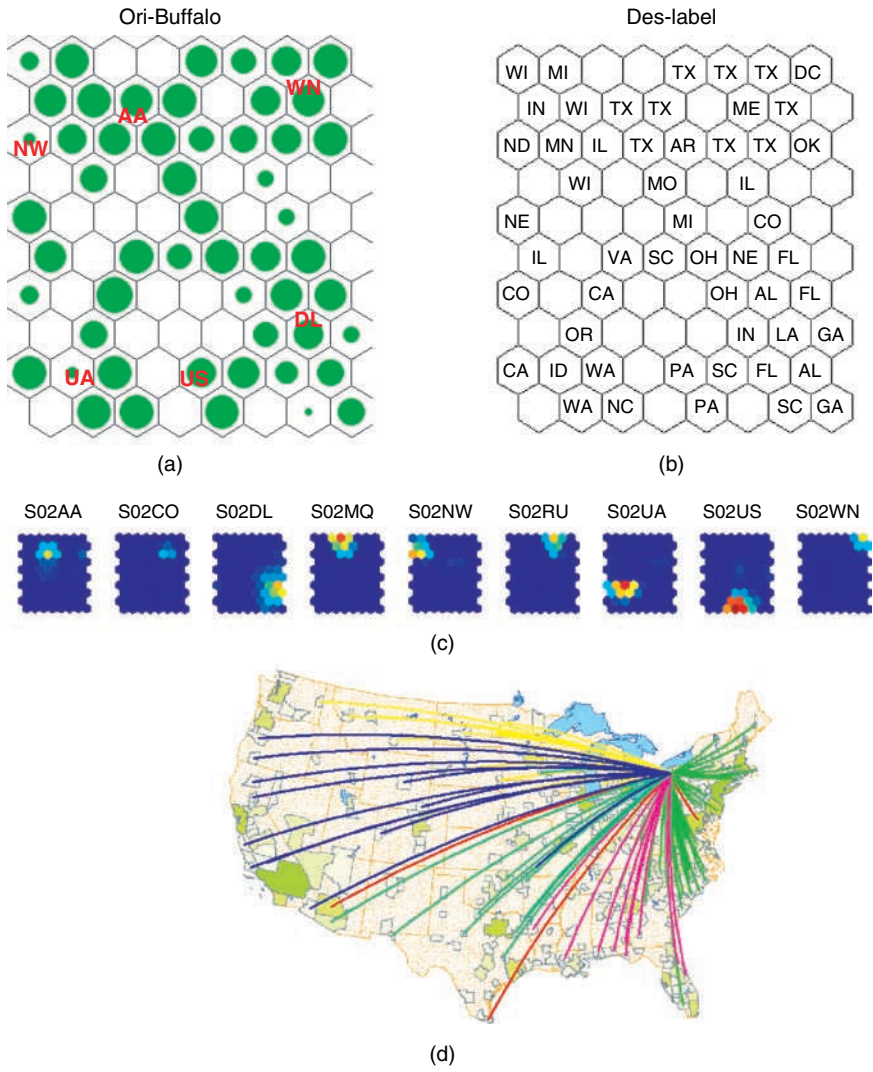 Ori-Buffalo
WN
AA
NW
DL
UA
US
(a)
Des-label
WI MI TX TX TX DC
IN WI TX TX ME TX
ND MN IL TX AR TX TX OK
WI MO IL
NE MI CO
IL VA SC OH NE FL
CO CA OH AL FL
OR IN LA GA
CA ID WA PA SC FL AL
WA NC PA SC GA
(b)
S02AA S02CO S02DL S02MQ S02NW S02RU S02UA S02US S02WN
(c)
(d)